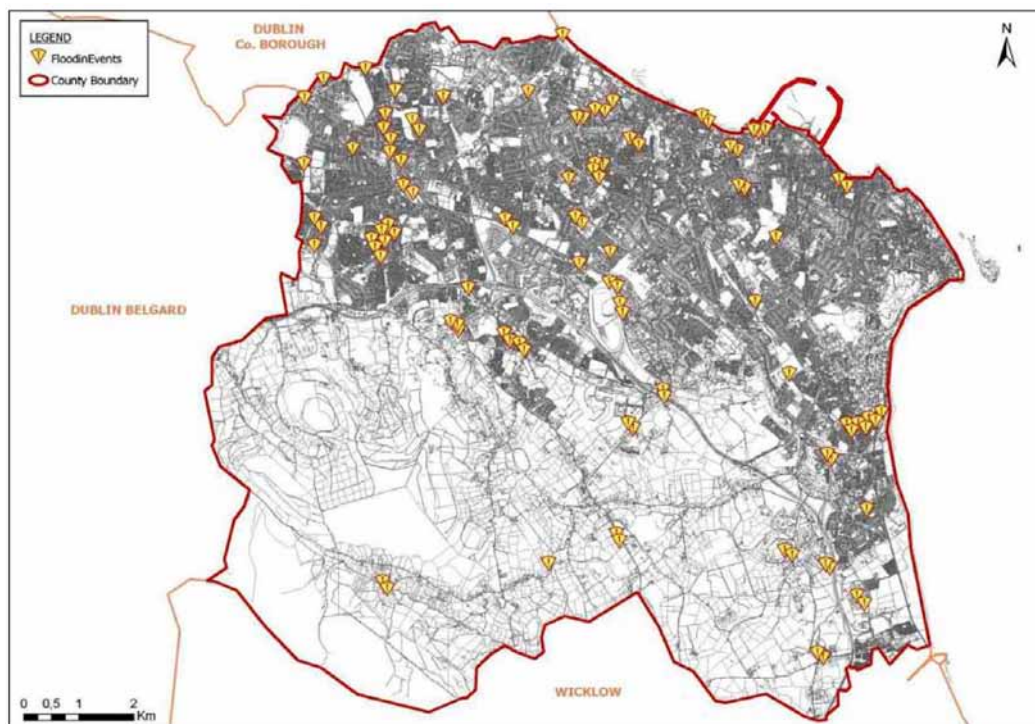 DUBLIN
Co. BOROUGH
LEGEND
FloodinEvents
County Boundary
N
DUBLIN BELGARD
WICKLOW
0 0,5 1 2
Km